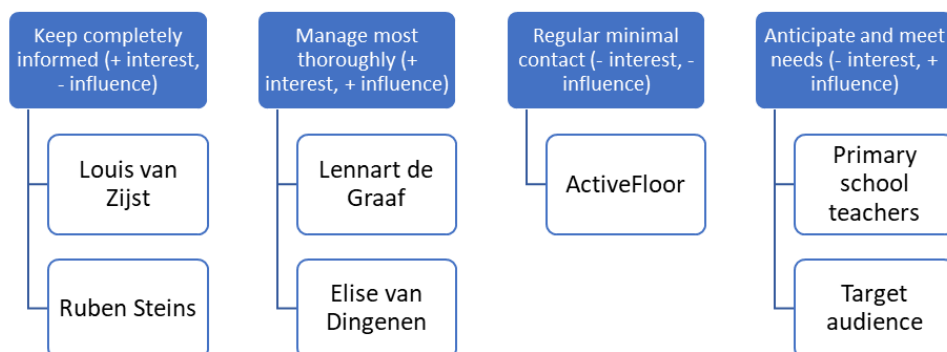 Keep completely
informed (+ interest,
- influence)
Louis van
Zijst
Ruben Steins
Manage most
thoroughly (+
interest, + influence)
Lennart de
Graaf
Elise van
Dingenen
Regular minimal
contact (- interest, -
influence)
ActiveFloor
Anticipate and meet
needs (- interest, +
influence)
Primary
school
teachers
Target
audience